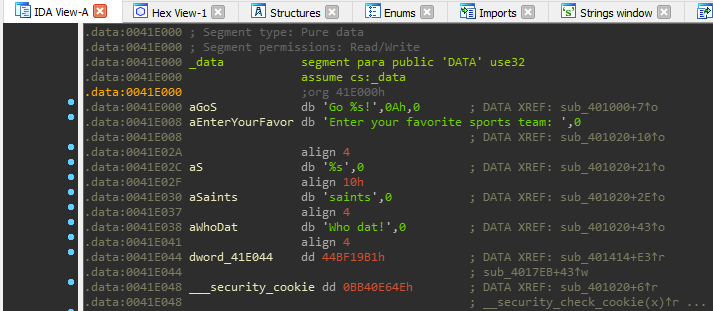 IDA View-A Hex View-1 Structures Enums Imports Strings window
.data:0041E000 ; Segment type: Pure data
.data:0041E000 ; Segment permissions: Read/Write
.data:0041E000 _data segment para public 'DATA' use32
.data:0041E000 assume cs:_data
.data:0041E000 ;org 41E000h
.data:0041E000 aGoS db 'Go %s!',0Ah,0 ; DATA XREF: sub_401000+7↑o
.data:0041E008 aEnterYourFavor db 'Enter your favorite sports team: ',0
.data:0041E008 ; DATA XREF: sub_401020+10↑o
.data:0041E02A align 4
.data:0041E02C aS db '%s',0 ; DATA XREF: sub_401020+21↑o
.data:0041E02F align 10h
.data:0041E030 aSaints db 'saints',0 ; DATA XREF: sub_401020+2E↑o
.data:0041E037 align 4
.data:0041E038 aWhoDat db 'Who dat!',0 ; DATA XREF: sub_401020+43↑o
.data:0041E041 align 4
.data:0041E044 dword_41E044 dd 44BF19B1h ; DATA XREF: sub_401414+E3↑r
.data:0041E044 ; sub_4017EB+43↑w
.data:0041E048 ___security_cookie dd 0BB40E64Eh ; DATA XREF: sub_401020+6↑r
.data:0041E048 ; __security_check_cookie(x)↑r ...